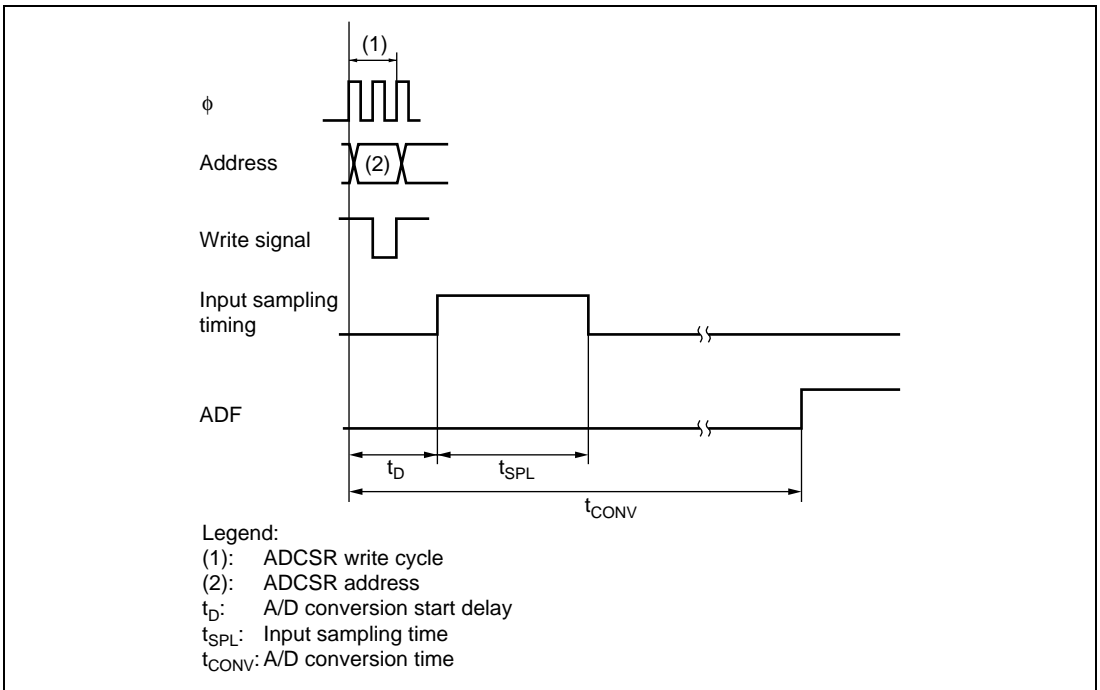 (1)
φ
Address
(2)
Write signal
Input sampling
timing
ADF
tD
tSPL
tCONV
Legend:
(1): ADCSR write cycle
(2): ADCSR address
tD: A/D conversion start delay
tSPL: Input sampling time
tCONV: A/D conversion time